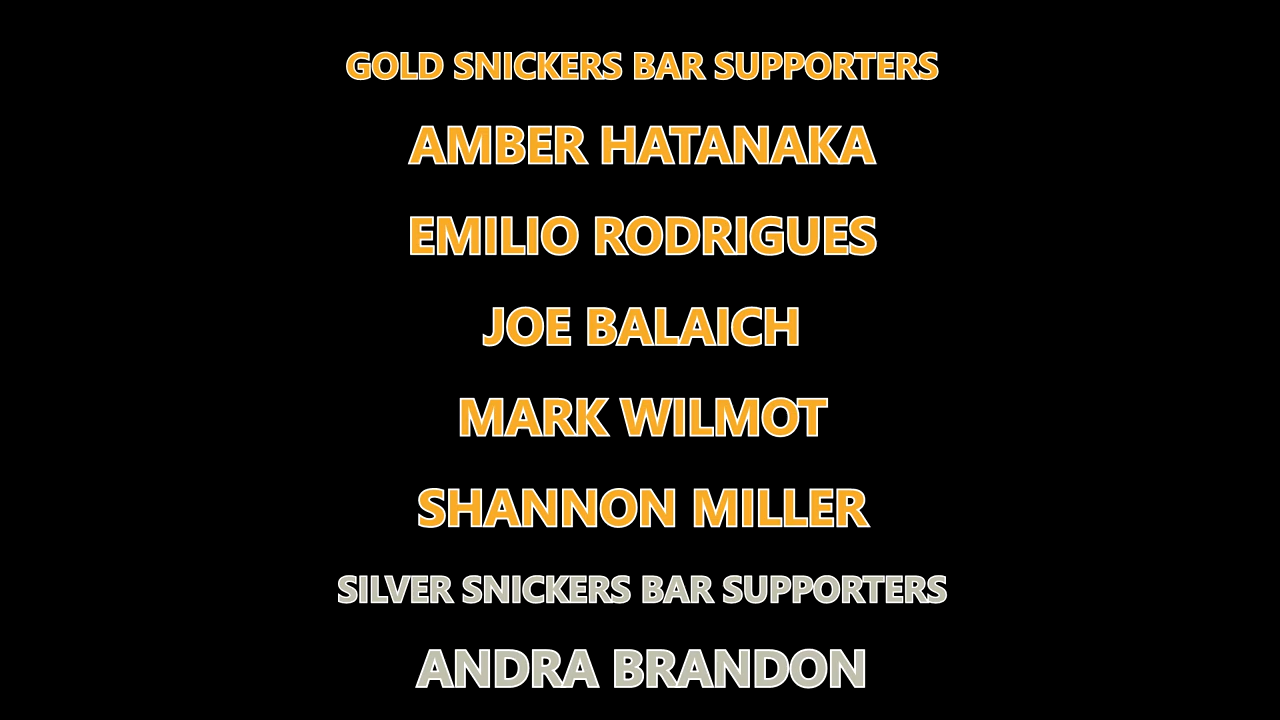 GOLD SNICKERS BAR SUPPORTERS
AMBER HATANAKA
EMILIO RODRIGUES
JOE BALAICH
MARK WILMOT
SHANNON MILLER
SILVER SNICKERS BAR SUPPORTERS
ANDRA BRANDON